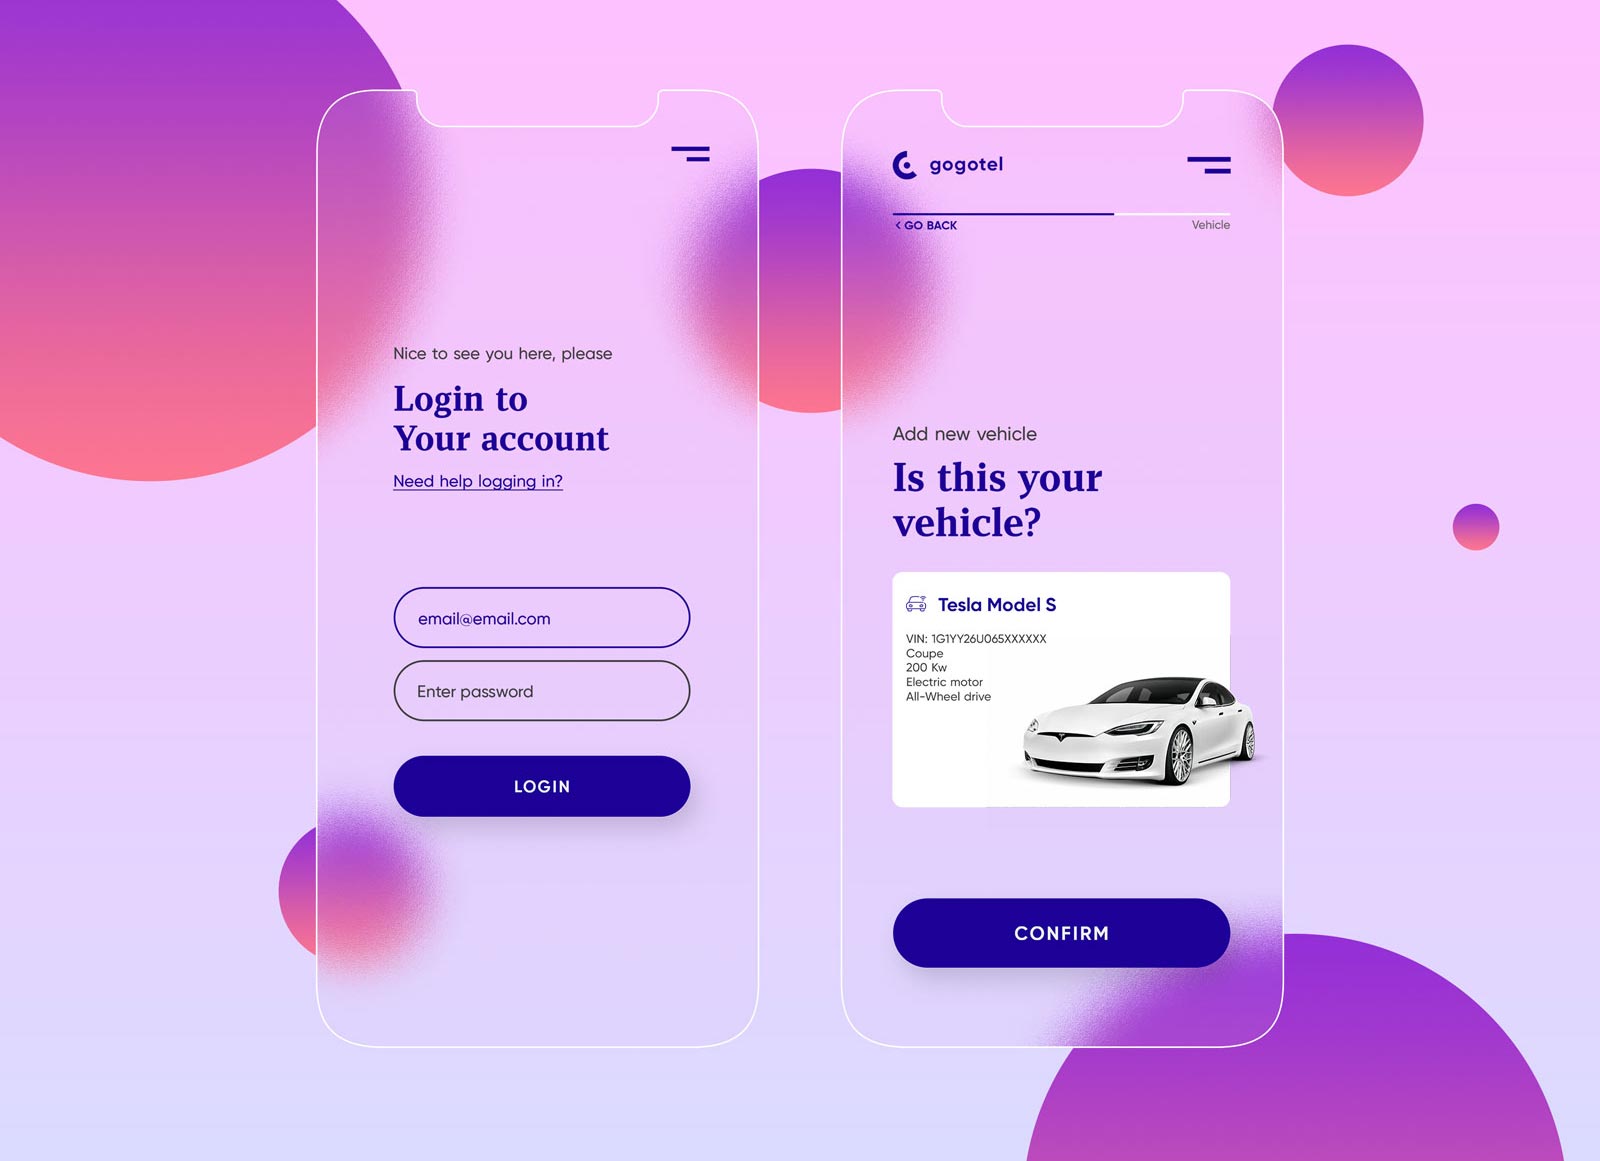 Nice to see you here, please
Login to
Your account
Need help logging in?
email@email.com
Enter password
LOGIN
gogotel
< GO BACK
Vehicle
Add new vehicle
Is this your
vehicle?
Tesla Model S
VIN: 1G1YY26U065XXXXXX
Coupe
200 Kw
Electric motor
All-Wheel drive
CONFIRM